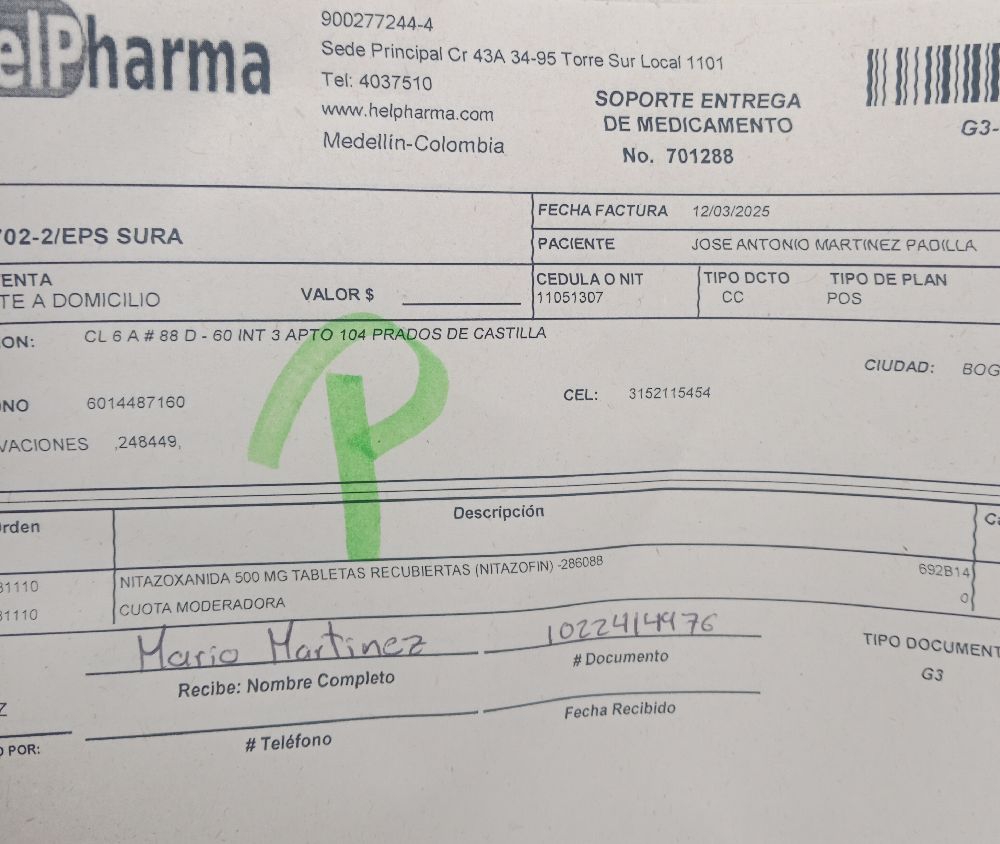 elPharma
900277244-4
Sede Principal Cr 43A 34-95 Torre Sur Local 1101
Tel: 4037510
www.helpharma.com
Medellín-Colombia
SOPORTE ENTREGA
DE MEDICAMENTO
No. 701288
G3-
702-2/EPS SURA
FECHA FACTURA 12/03/2025
PACIENTE JOSE ANTONIO MARTINEZ PADILLA
ENTA
TE A DOMICILIO
VALOR $
CEDULA O NIT
11051307
TIPO DCTO
CC
TIPO DE PLAN
POS
ON: CL 6 A # 88 D - 60 INT 3 APTO 104 PRADOS DE CASTILLA
CIUDAD: BOG
ONO 6014487160
CEL: 3152115454
VACIONES ,248449,
P
Orden Descripción Ca
31110 NITAZOXANIDA 500 MG TABLETAS RECUBIERTAS (NITAZOFIN) -286088 692B14
31110 CUOTA MODERADORA 0
Mario Martinez 1022414976
Recibe: Nombre Completo
# Documento
TIPO DOCUMENT
G3
Z
O POR:
# Teléfono
Fecha Recibido